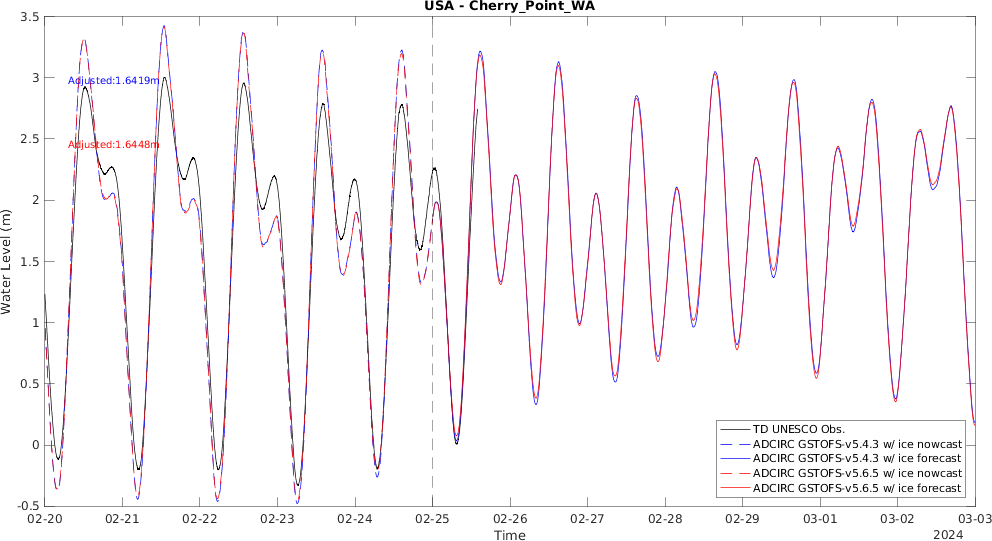 USA - Cherry_Point_WA
3.5
3
2.5
2
1.5
1
0.5
0
-0.5
Water Level (m)
Adjusted:1.6419m
Adjusted:1.6448m
TD UNESCO Obs.
ADCIRC GSTOFS-v5.4.3 w/ ice nowcast
ADCIRC GSTOFS-v5.4.3 w/ ice forecast
ADCIRC GSTOFS-v5.6.5 w/ ice nowcast
ADCIRC GSTOFS-v5.6.5 w/ ice forecast
02-20 02-21 02-22 02-23 02-24 02-25 02-26 02-27 02-28 02-29 03-01 03-02 03-03
Time
2024